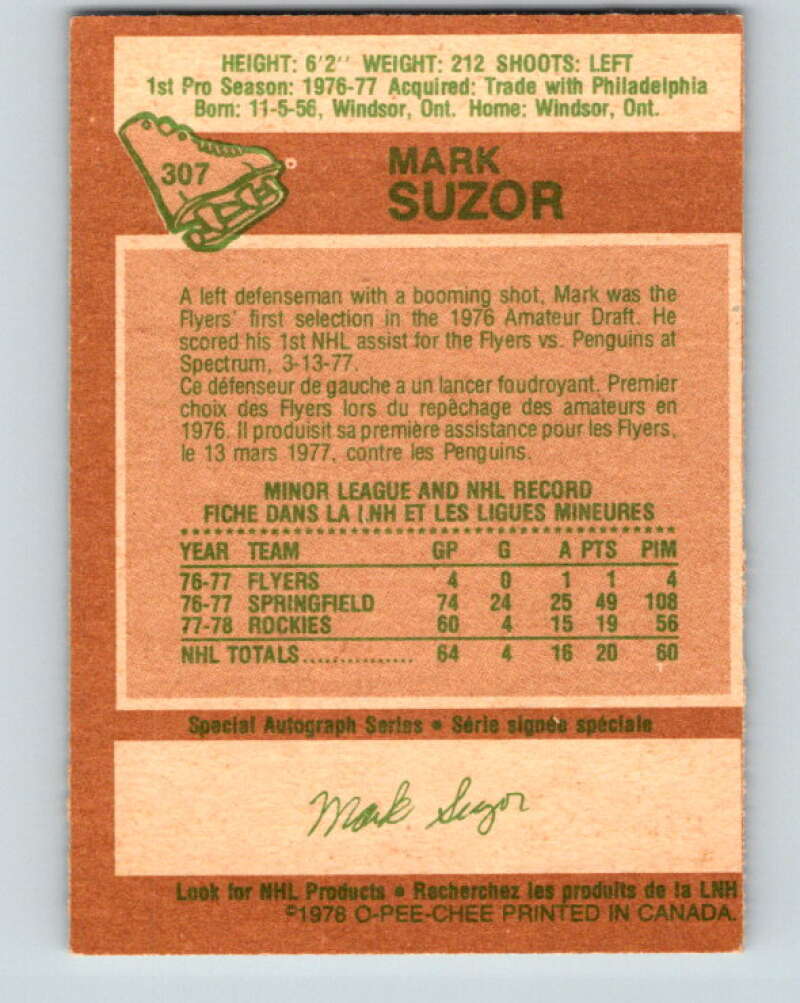 HEIGHT: 6'2'' WEIGHT: 212 SHOOTS: LEFT
1st Pro Season: 1976-77 Acquired: Trade with Philadelphia
Born: 11-5-56, Windsor, Ont. Home: Windsor, Ont.
307
MARK
SUZOR
A left defenseman with a booming shot, Mark was the
Flyers' first selection in the 1976 Amateur Draft. He
scored his 1st NHL assist for the Flyers vs. Penguins at
Spectrum, 3-13-77.
Ce défenseur de gauche a un lancer foudroyant. Premier
choix des Flyers lors du repêchage des amateurs en
1976. Il produisit sa première assistance pour les Flyers,
le 13 mars 1977, contre les Penguins.
MINOR LEAGUE AND NHL RECORD
FICHE DANS LA LNH ET LES LIGUES MINEURES
YEAR TEAM GP G A PTS PIM
76-77 FLYERS 4 0 1 1 4
76-77 SPRINGFIELD 74 24 25 49 108
77-78 ROCKIES 60 4 15 19 56
NHL TOTALS............... 64 4 16 20 60
Special Autograph Series • Série signée spéciale
Mark Suzor
Look for NHL Products • Recherchez les produits de la LNH
©1978 O-PEE-CHEE PRINTED IN CANADA.